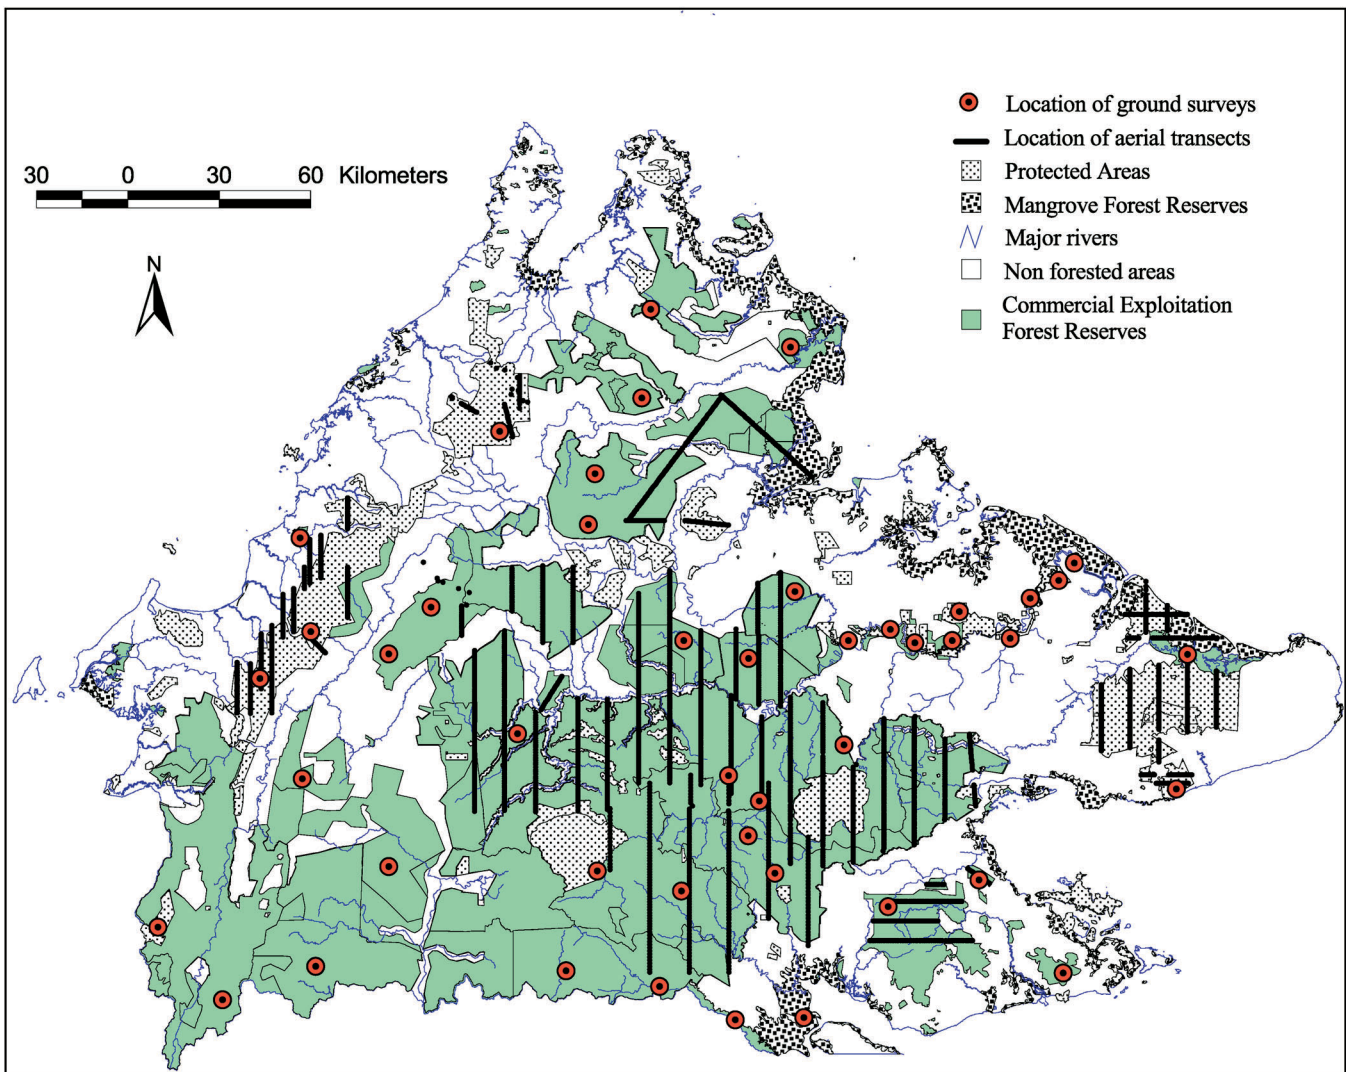 Location of ground surveys
Location of aerial transects
30 0 30 60 Kilometers
Protected Areas
Mangrove Forest Reserves
Major rivers
N
Non forested areas
Commercial Exploitation
Forest Reserves